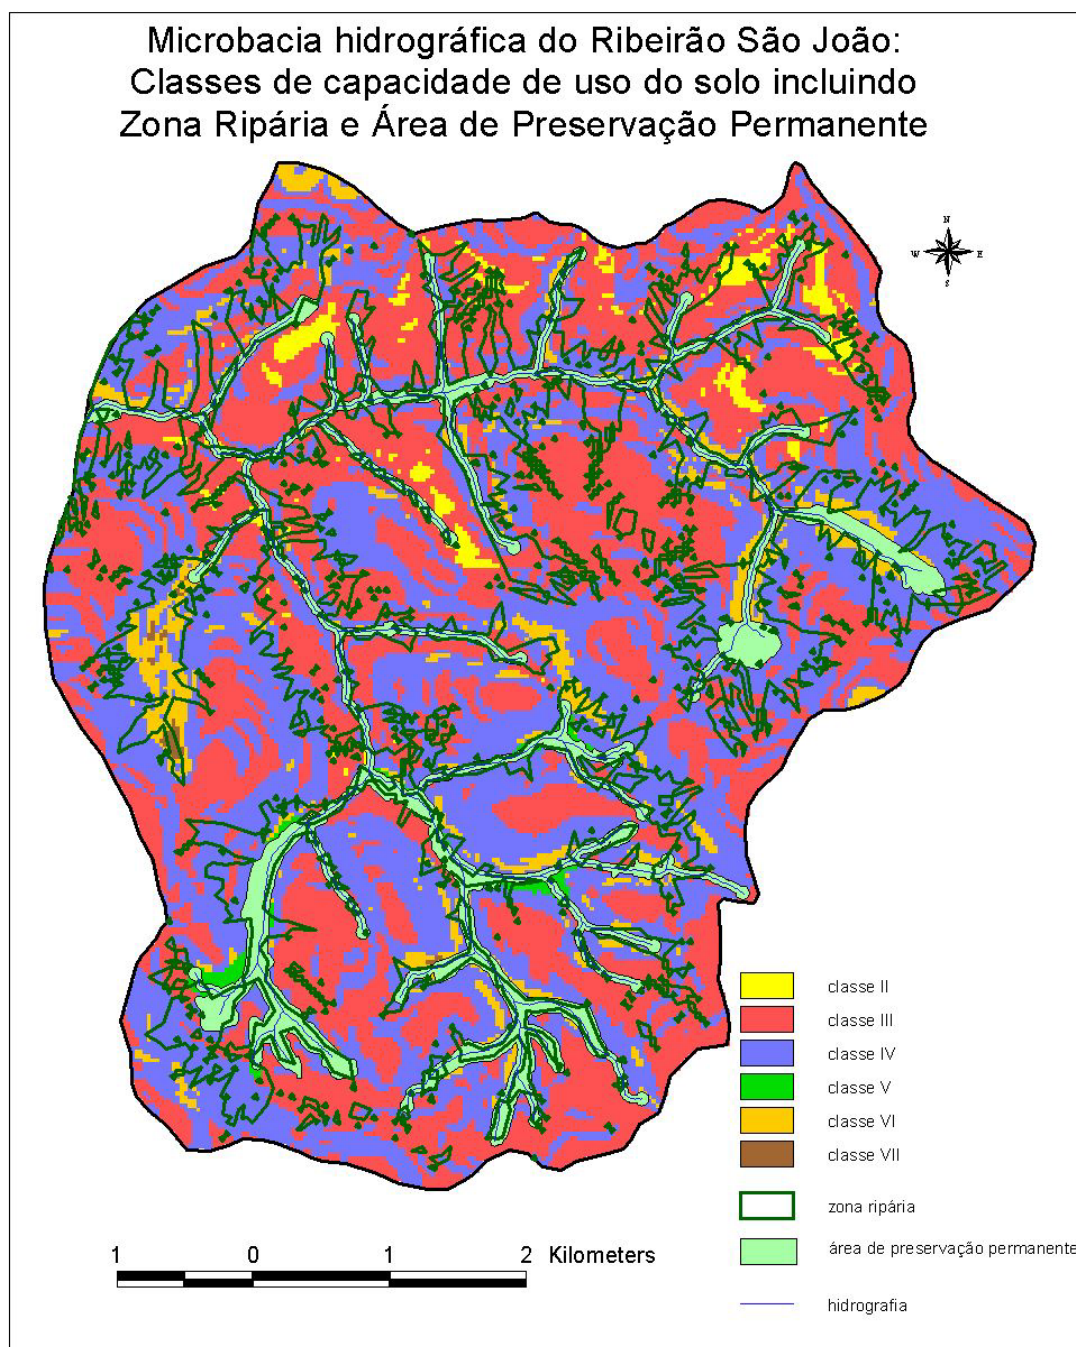 Microbacia hidrográfica do Ribeirão São João:
Classes de capacidade de uso do solo incluindo
Zona Ripária e Área de Preservação Permanente
N
W E
S
classe II
classe III
classe IV
classe V
classe VI
classe VII
zona ripária
área de preservação permanente
hidrografia
1 0 1 2 Kilometers